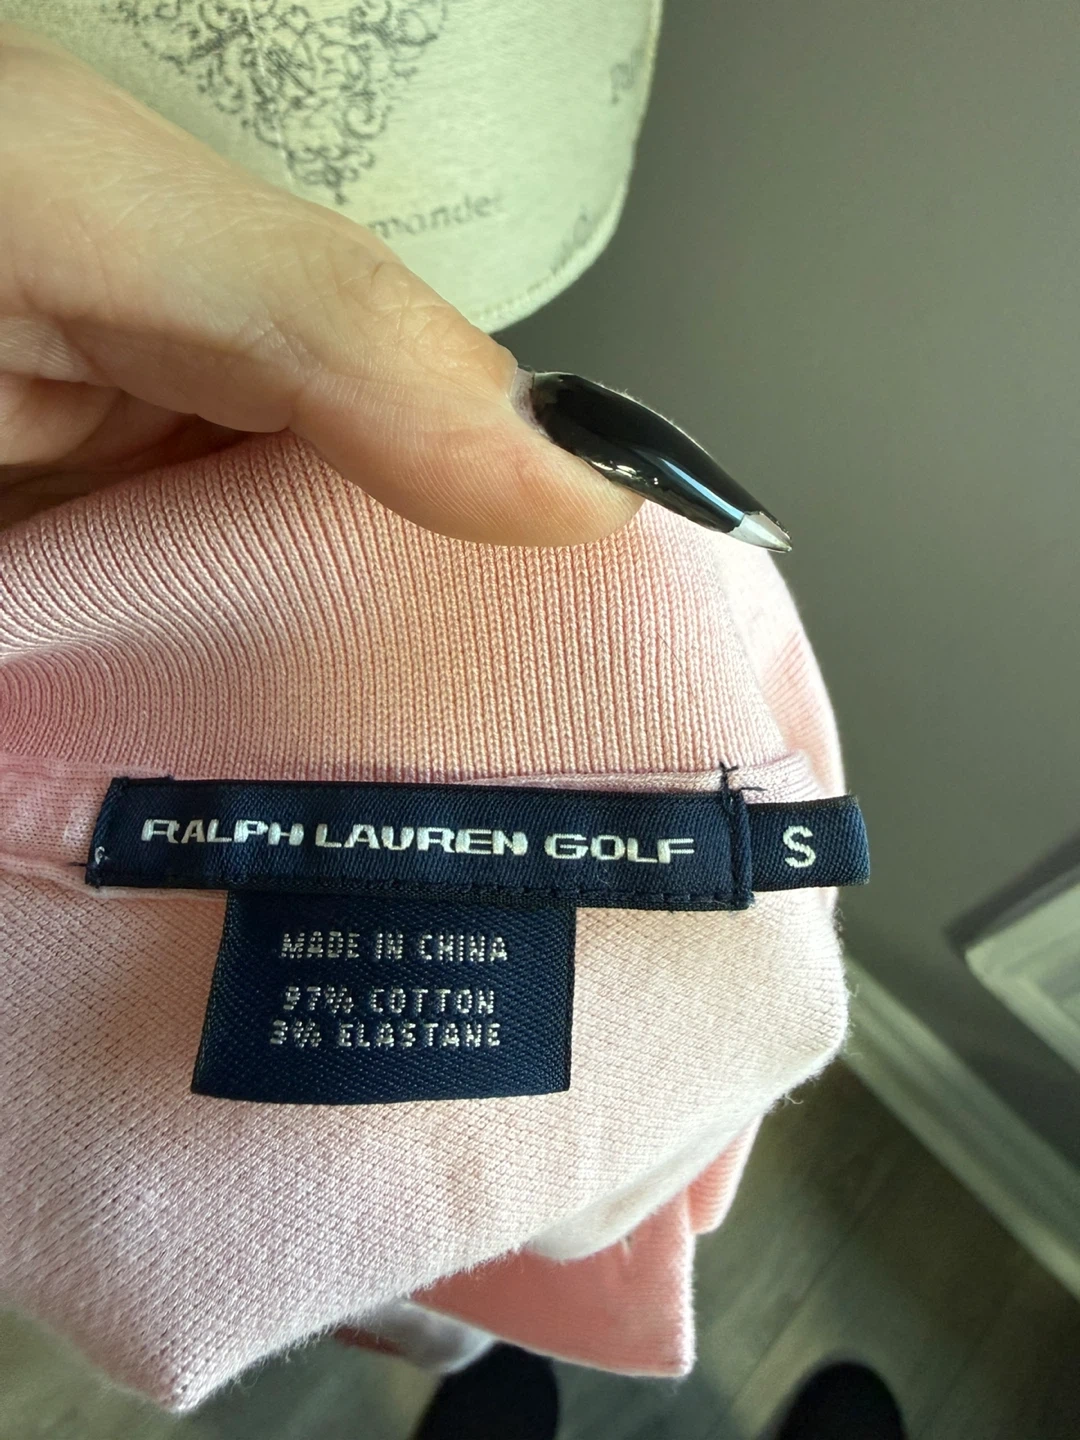 RALPH LAUREN GOLF
S
MADE IN CHINA
97% COTTON
3% ELASTANE